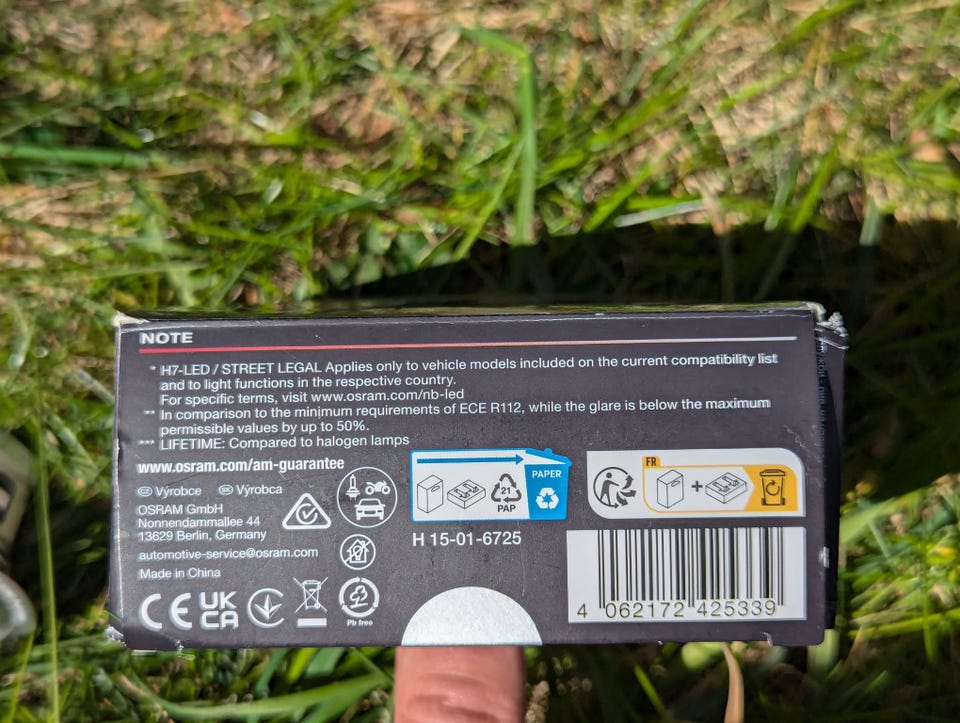 NOTE
* H7-LED / STREET LEGAL Applies only to vehicle models included on the current compatibility list
and to light functions in the respective country.
For specific terms, visit www.osram.com/nb-led
** In comparison to the minimum requirements of ECE R112, while the glare is below the maximum
permissible values by up to 50%.
*** LIFETIME: Compared to halogen lamps
www.osram.com/am-guarantee
CZ Výrobce SK Výrobca
OSRAM GmbH
Nonnendammallee 44
13629 Berlin, Germany
automotive-service@osram.com
Made in China
CE UK
CA
Pb free
PAPER
21
PAP
H 15-01-6725
FR
4 062172 425339